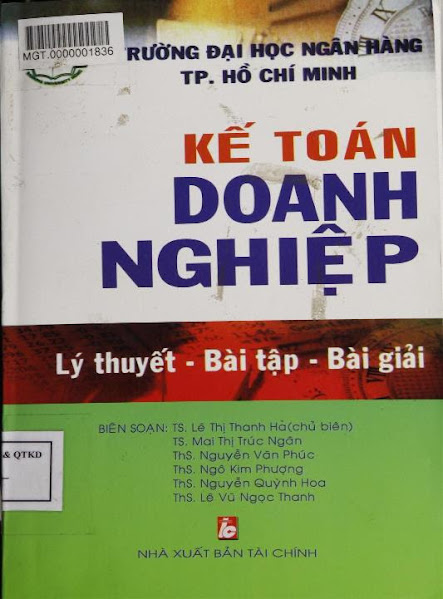 MGT.0000001836
RƯỜNG ĐẠI HỌC NGÂN HÀNG
TP. HỒ CHÍ MINH
KẾ TOÁN
DOANH
NGHIỆP
Lý thuyết - Bài tập - Bài giải
BIÊN SOẠN: TS. Lê Thị Thanh Hà(chủ biên)
TS. Mai Thị Trúc Ngân
ThS. Nguyễn Văn Phúc
ThS. Ngô Kim Phượng
ThS. Nguyễn Quỳnh Hoa
ThS. Lê Vũ Ngọc Thanh
& QTKD
NHÀ XUẤT BẢN TÀI CHÍNH